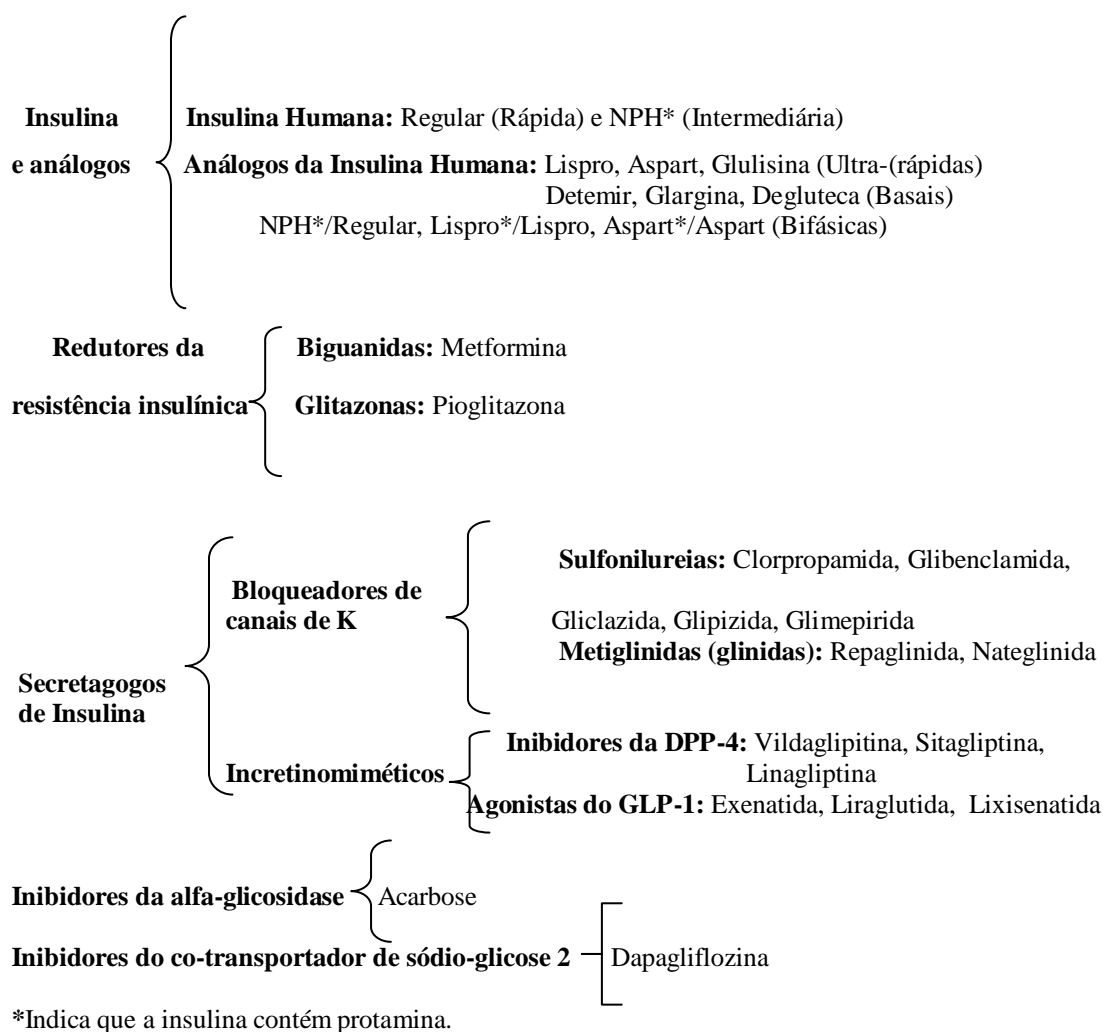 Insulina
e análogos
Insulina Humana: Regular (Rápida) e NPH* (Intermediária)
Análogos da Insulina Humana: Lispro, Aspart, Glulisina (Ultra-(rápidas)
Detemir, Glargina, Degluteca (Basais)
NPH*/Regular, Lispro*/Lispro, Aspart*/Aspart (Bifásicas)
Redutores da
resistência insulínica
Biguanidas: Metformina
Glitazonas: Pioglitazona
Secretagogos
de Insulina
Bloqueadores de
canais de K
Sulfonilureias: Clorpropamida, Glibenclamida,
Gliclazida, Glipizida, Glimepirida
Metiglinidas (glinidas): Repaglinida, Nateglinida
Incretinomiméticos
Inibidores da DPP-4: Vildaglipitina, Sitagliptina,
Linagliptina
Agonistas do GLP-1: Exenatida, Liraglutida, Lixisenatida
Inibidores da alfa-glicosidase
Acarbose
Inibidores do co-transportador de sódio-glicose 2
Dapagliflozina
*Indica que a insulina contém protamina.